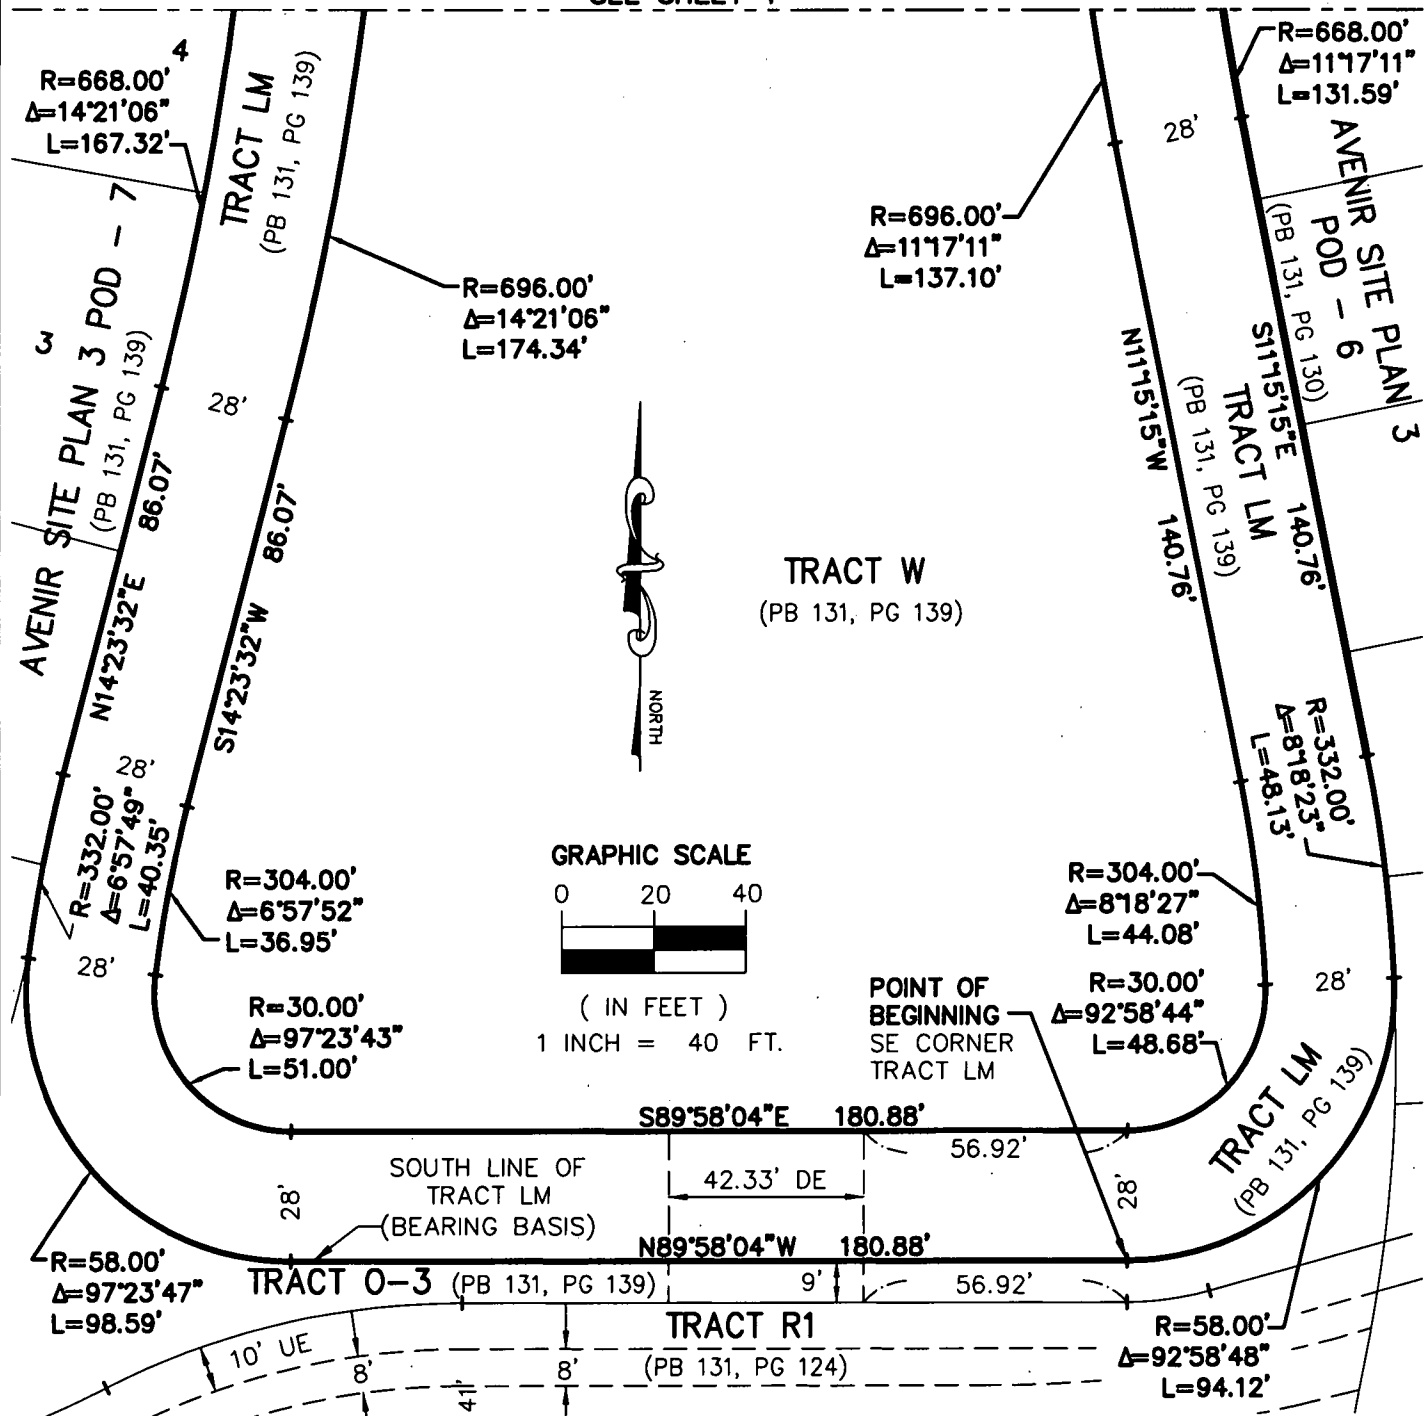 4
R=668.00'
Δ=14°21'06"
L=167.32'
TRACT LM
(PB 131, PG 139)
R=668.00'
Δ=11°17'11"
L=131.59'
28'
R=696.00'
Δ=11°17'11"
L=137.10'
AVENIR SITE PLAN 3
POD - 6
(PB 131, PG 130)
R=696.00'
Δ=14°21'06"
L=174.34'
3
AVENIR SITE PLAN 3 POD - 7
(PB 131, PG 139)
28'
N14°23'32"E 86.07'
S14°23'32"W 86.07'
N11°15'15"W 140.76'
S11°15'15"E 140.76'
TRACT LM
(PB 131, PG 139)
TRACT W
(PB 131, PG 139)
NORTH
28'
R=332.00'
Δ=6°57'49"
L=40.35'
R=332.00'
Δ=8°18'23"
L=48.13'
R=304.00'
Δ=6°57'52"
L=36.95'
GRAPHIC SCALE
0 20 40
( IN FEET )
1 INCH = 40 FT.
R=304.00'
Δ=8°18'27"
L=44.08'
28'
28'
R=30.00'
Δ=97°23'43"
L=51.00'
POINT OF
BEGINNING
SE CORNER
TRACT LM
R=30.00'
Δ=92°58'44"
L=48.68'
TRACT LM
(PB 131, PG 139)
S89°58'04"E 180.88'
56.92'
SOUTH LINE OF
TRACT LM
(BEARING BASIS)
28'
42.33' DE
28'
N89°58'04"W 180.88'
R=58.00'
Δ=97°23'47"
L=98.59'
TRACT O-3 (PB 131, PG 139)
9'
56.92'
TRACT R1
(PB 131, PG 124)
10' UE
8'
8'
41'
R=58.00'
Δ=92°58'48"
L=94.12'